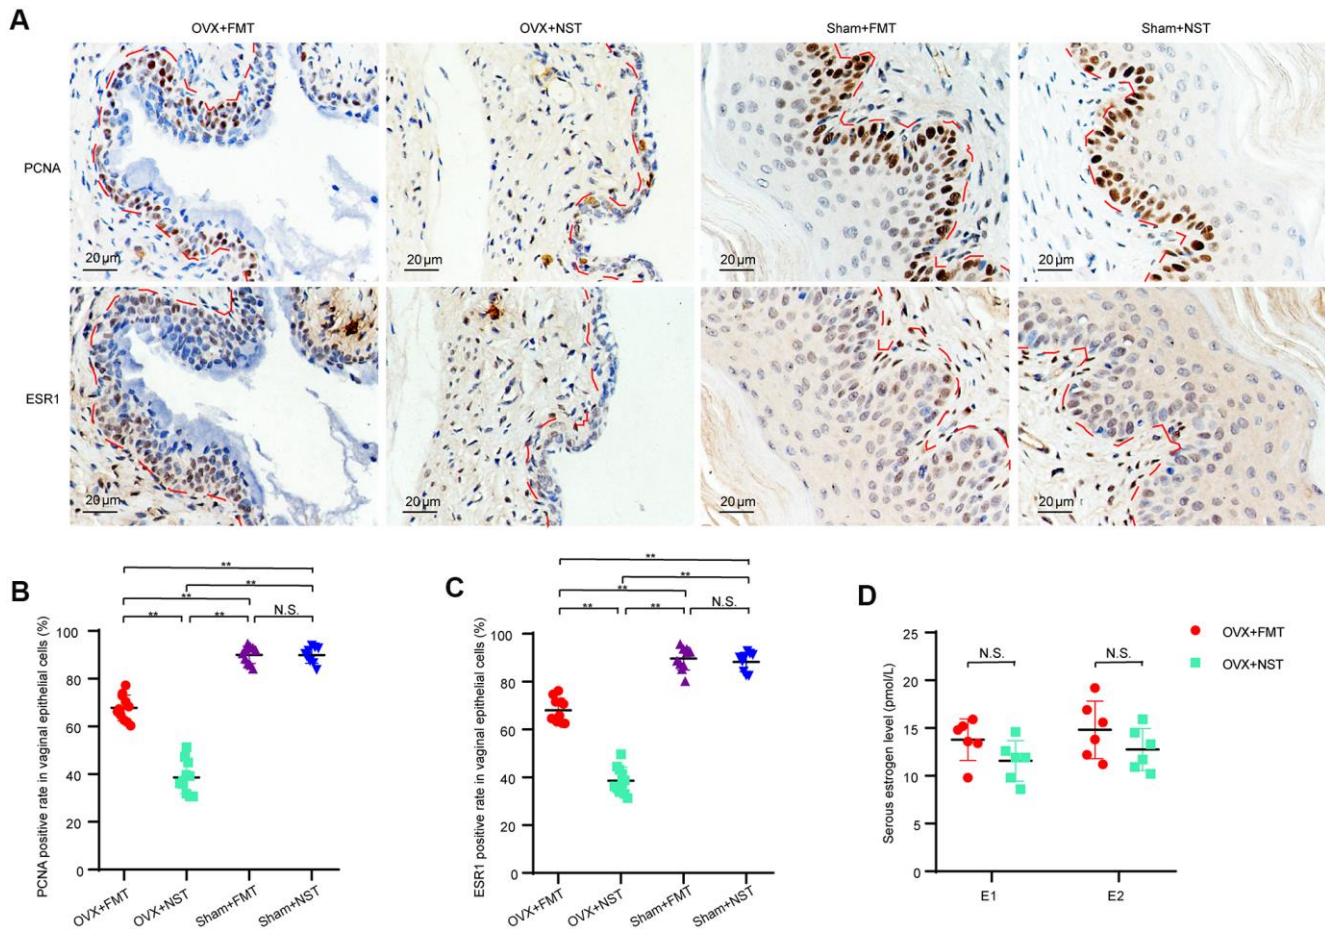 A
OVX+FMT OVX+NST Sham+FMT Sham+NST
PCNA
20 μm 20 μm 20 μm 20 μm
ESR1
20 μm 20 μm 20 μm 20 μm
B
**
**
** N.S.
** **
PCNA positive rate in vaginal epithelial cells (%)
100
80
60
40
20
0
OVX+FMT OVX+NST Sham+FMT Sham+NST
C
**
**
** N.S.
** **
ESR1 positive rate in vaginal epithelial cells (%)
100
80
60
40
20
0
OVX+FMT OVX+NST Sham+FMT Sham+NST
D
OVX+FMT
OVX+NST
N.S. N.S.
Serous estrogen level (pmol/L)
25
20
15
10
5
0
E1 E2